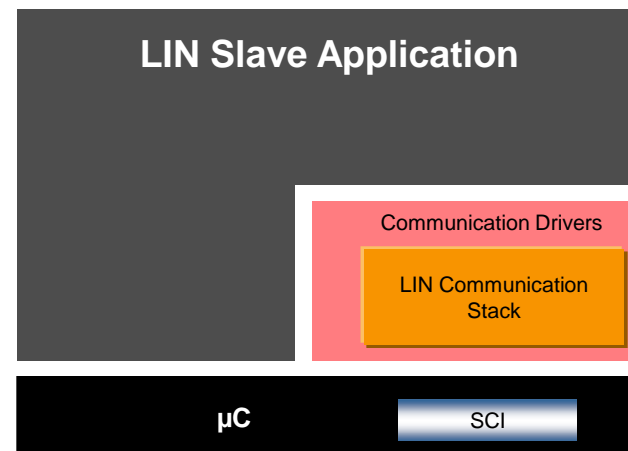 LIN Slave Application
Communication Drivers
LIN Communication
Stack
µC
SCI